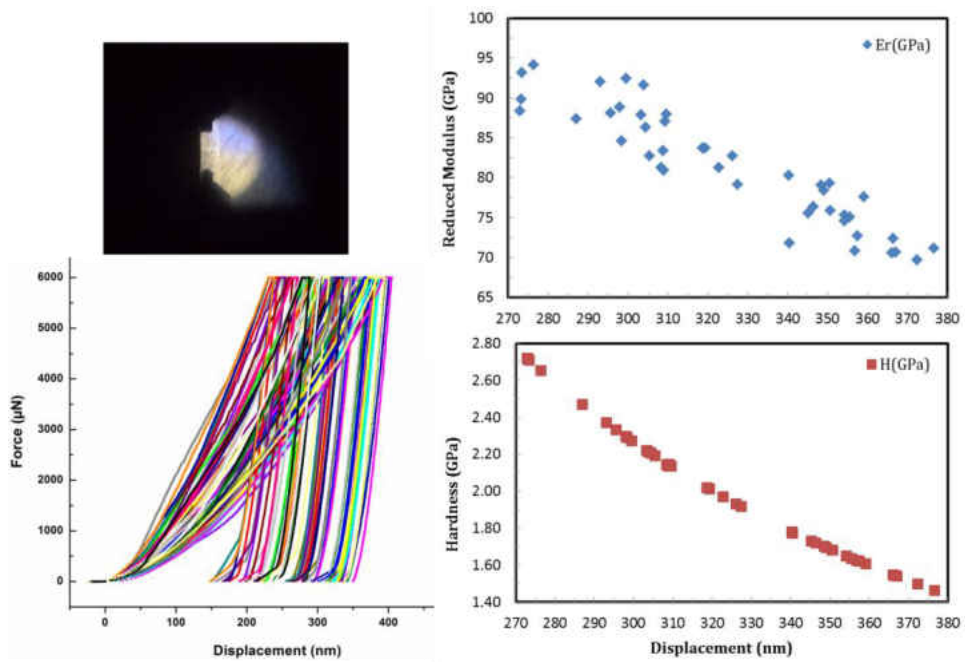 Force (µN)
6000
5000
4000
3000
2000
1000
0
0 100 200 300 400
Displacement (nm)
Reduced Modulus (GPa)
100
95
90
85
80
75
70
65
270 280 290 300 310 320 330 340 350 360 370 380
Er(GPa)
Hardness (GPa)
2.80
2.60
2.40
2.20
2.00
1.80
1.60
1.40
270 280 290 300 310 320 330 340 350 360 370 380
Displacement (nm)
H(GPa)